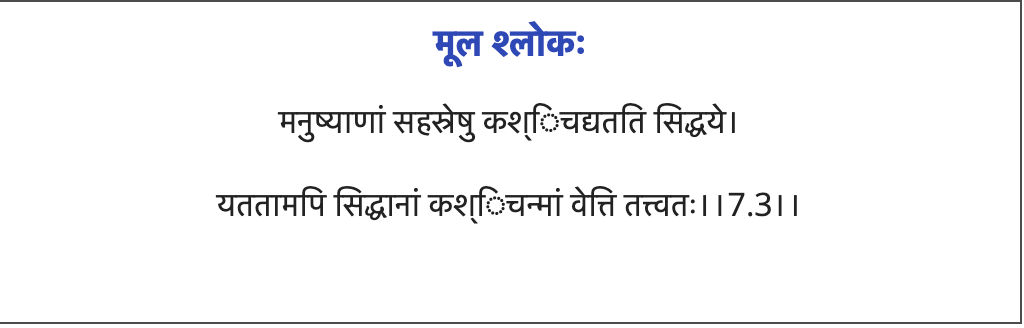 मूल श्लोकः
मनुष्याणां सहस्रेषु कश्िचद्यतति सिद्धये।
यततामपि सिद्धानां कश्िचन्मां वेत्ति तत्त्वतः।।7.3।।